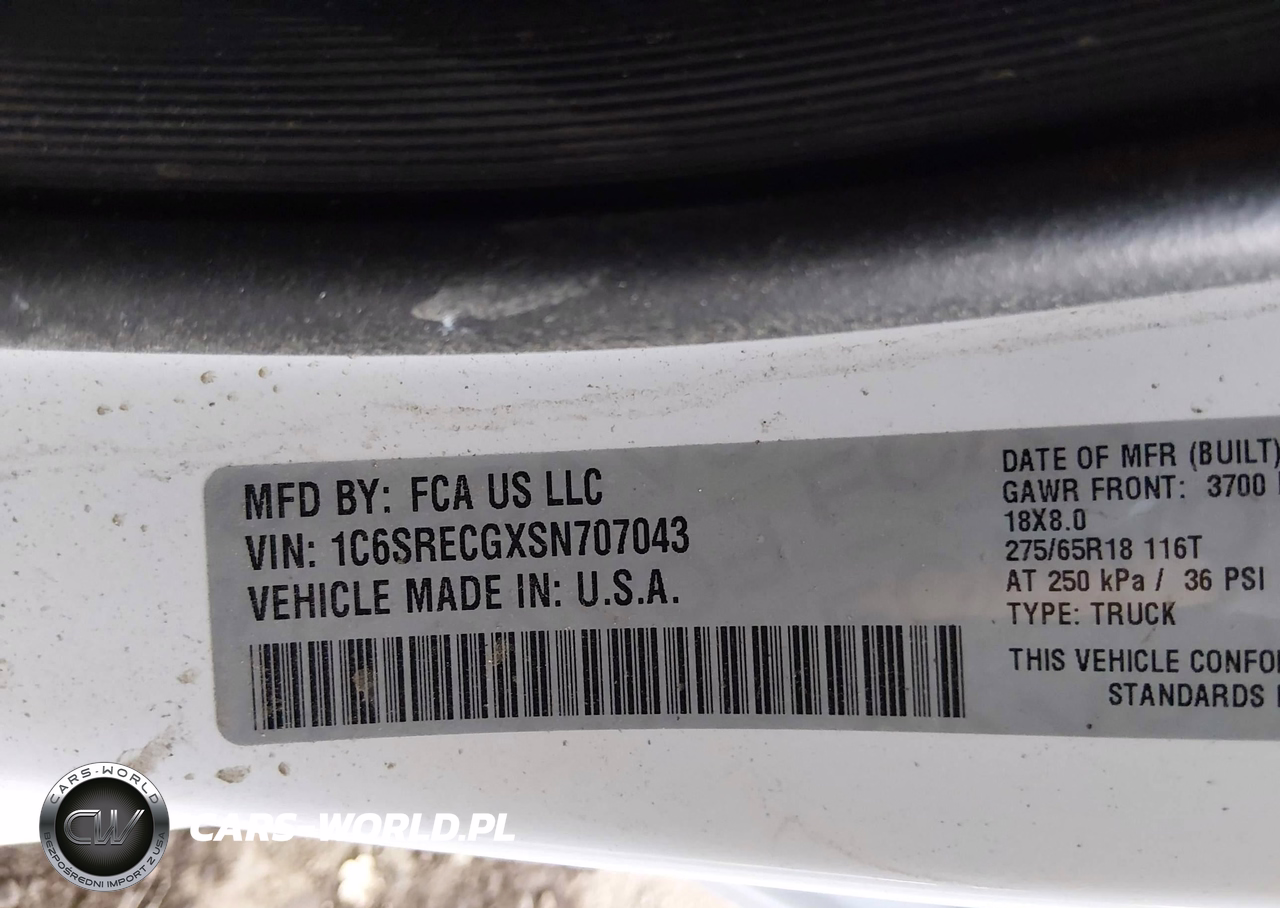 MFD BY: FCA US LLC
VIN: 1C6SRECGXSN707043
VEHICLE MADE IN: U.S.A.
DATE OF MFR (BUILT)
GAWR FRONT: 3700
18X8.0
275/65R18 116T
AT 250 kPa / 36 PSI
TYPE: TRUCK
THIS VEHICLE
STANDARDS
CARS-WORLD
CW
BEZPOŚREDNI IMPORT Z USA
CARS-WORLD.PL